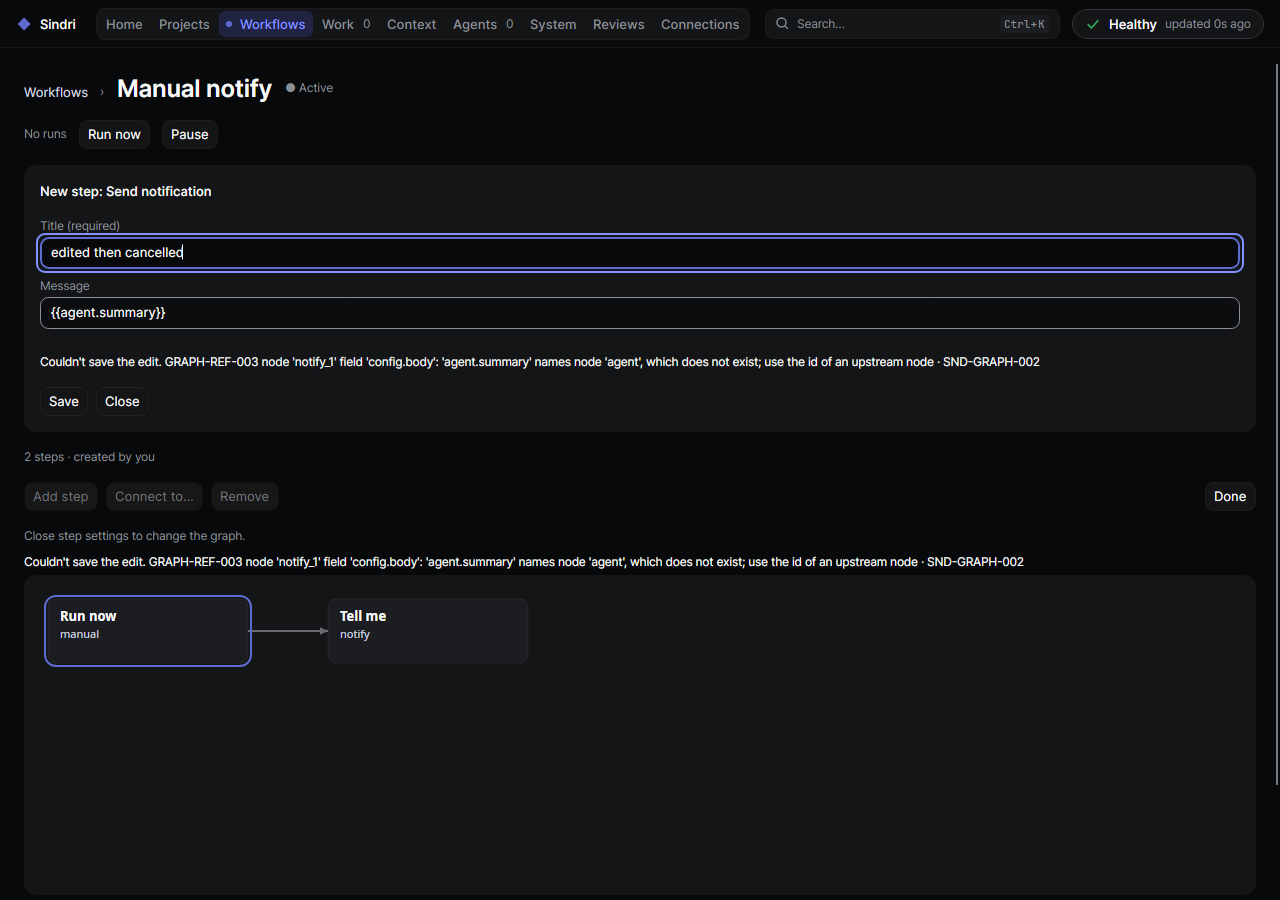 Sindri
Home Projects Workflows Work 0 Context Agents 0 System Reviews Connections
Search... Ctrl+K
Healthy updated 0s ago
Workflows › Manual notify Active
No runs Run now Pause
New step: Send notification
Title (required)
edited then cancelled
Message
{{agent.summary}}
Couldn't save the edit. GRAPH-REF-003 node 'notify_1' field 'config.body': 'agent.summary' names node 'agent', which does not exist; use the id of an upstream node · SND-GRAPH-002
Save Close
2 steps · created by you
Add step Connect to... Remove Done
Close step settings to change the graph.
Couldn't save the edit. GRAPH-REF-003 node 'notify_1' field 'config.body': 'agent.summary' names node 'agent', which does not exist; use the id of an upstream node · SND-GRAPH-002
Run now
manual
Tell me
notify